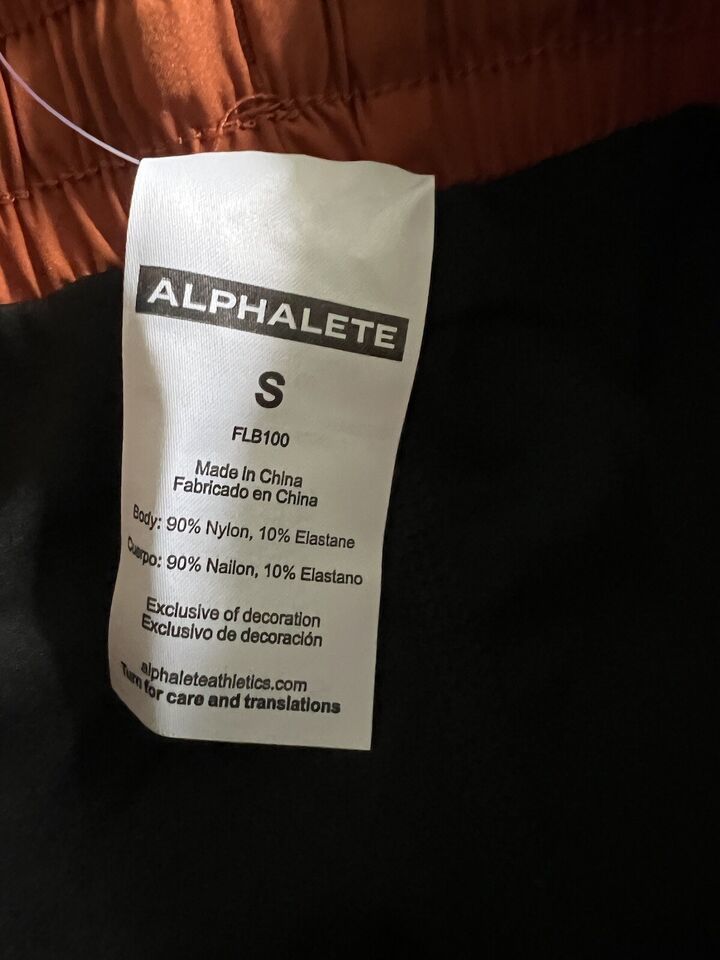 ALPHALETE
S
FLB100
Made In China
Fabricado en China
Body: 90% Nylon, 10% Elastane
Cuerpo: 90% Nailon, 10% Elastano
Exclusive of decoration
Exclusivo de decoración
alphaleteathletics.com
Turn for care and translations